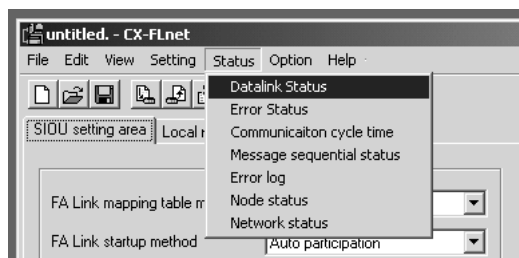 untitled. - CX-FLnet
File Edit View Setting Status Option Help
Datalink Status
Error Status
SIOU setting area Local
Communicaiton cycle time
Message sequential status
Error log
FA Link mapping table
Node status
Network status
FA Link startup method Auto participation